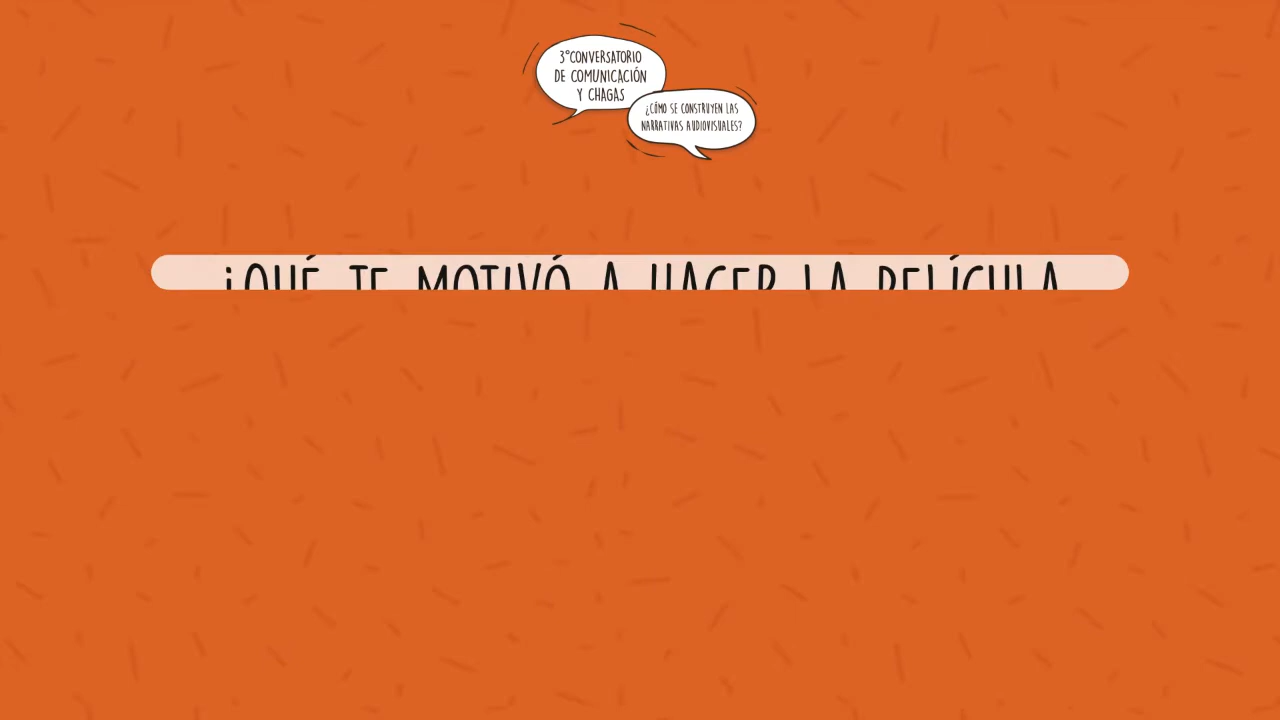 3°CONVERSATORIO
DE COMUNICACIÓN
Y CHAGAS
¿CÓMO SE CONSTRUYEN LAS
NARRATIVAS AUDIOVISUALES?
¿QUÉ TE MOTIVÓ A HACER LA PELÍCULA